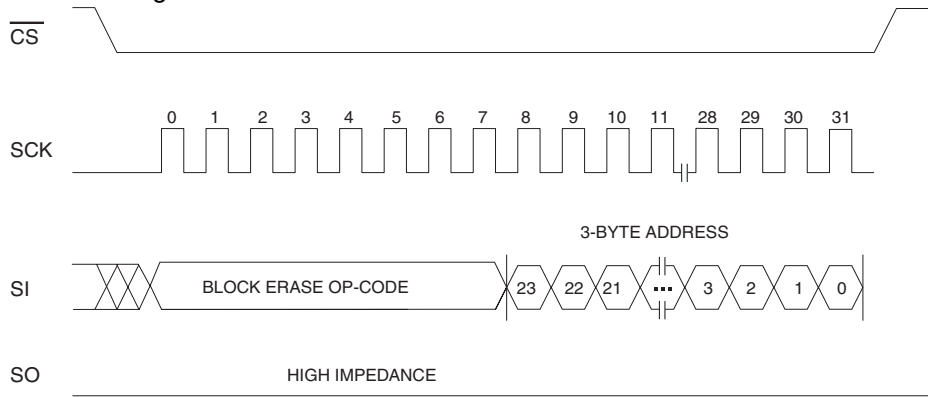 CS
0 1 2 3 4 5 6 7 8 9 10 11 28 29 30 31
SCK
3-BYTE ADDRESS
SI BLOCK ERASE OP-CODE 23 22 21 ... 3 2 1 0
SO HIGH IMPEDANCE